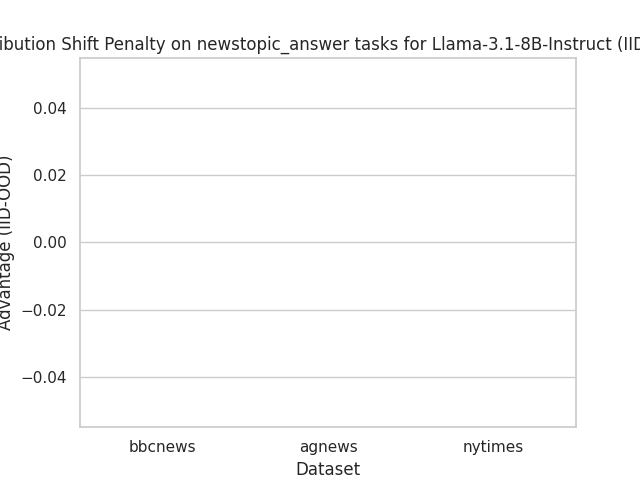 ibution Shift Penalty on newstopic_answer tasks for Llama-3.1-8B-Instruct (IID
Advantage (IID-OOD)
0.04
0.02
0.00
−0.02
−0.04
bbcnews agnews nytimes
Dataset